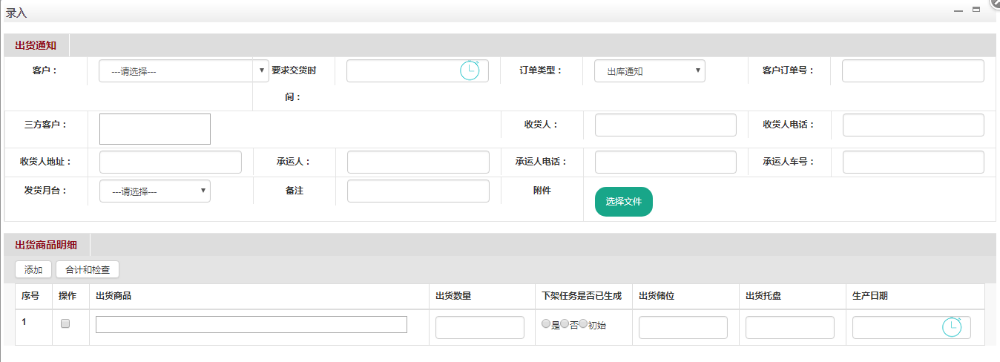 录入
出货通知
客户： ---请选择--- 要求交货时间： 订单类型： 出库通知 客户订单号：
三方客户： 收货人： 收货人电话：
收货人地址： 承运人： 承运人电话： 承运人车号：
发货月台： ---请选择--- 备注 附件 选择文件
出货商品明细
添加 合计和检查
序号 操作 出货商品 出货数量 下架任务是否已生成 出货储位 出货托盘 生产日期
1 是 否 初始